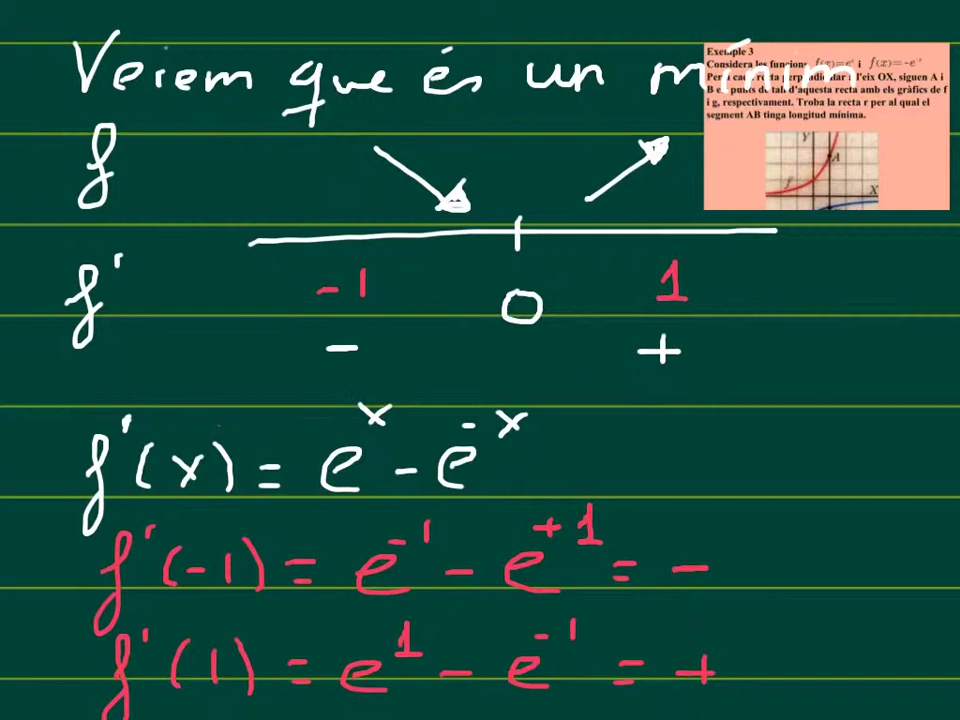 Veiem que és un mínim
Exemple 3
Considera les funcions f(x)=e^x i f(x)=-e^-x
Per a cada recta perpendicular a l'eix OX, siguen A i
B els punts de tall d'aquesta recta amb els gràfics de f
i g, respectivament. Troba la recta r per al qual el
segment AB tinga longitud mínima.
Y
A
f
X
f
f'
-1 0 1
- +
f'(x) = e^x - e^-x
f'(-1) = e^-1 - e^+1 = -
f'(1) = e^1 - e^-1 = +